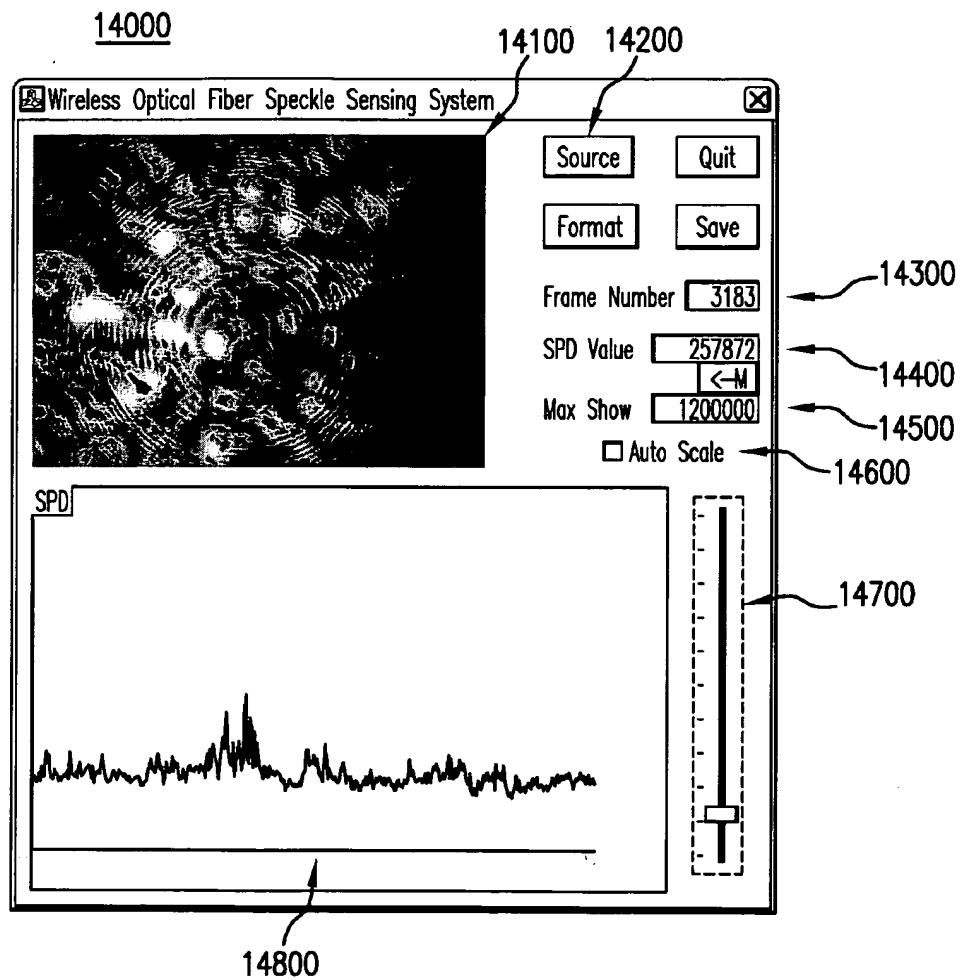 14000
14100
14200
Wireless Optical Fiber Speckle Sensing System
Source
Quit
Format
Save
Frame Number 3183
14300
SPD Value 257872
14400
<-M
Max Show 1200000
14500
Auto Scale
14600
SPD
14700
14800